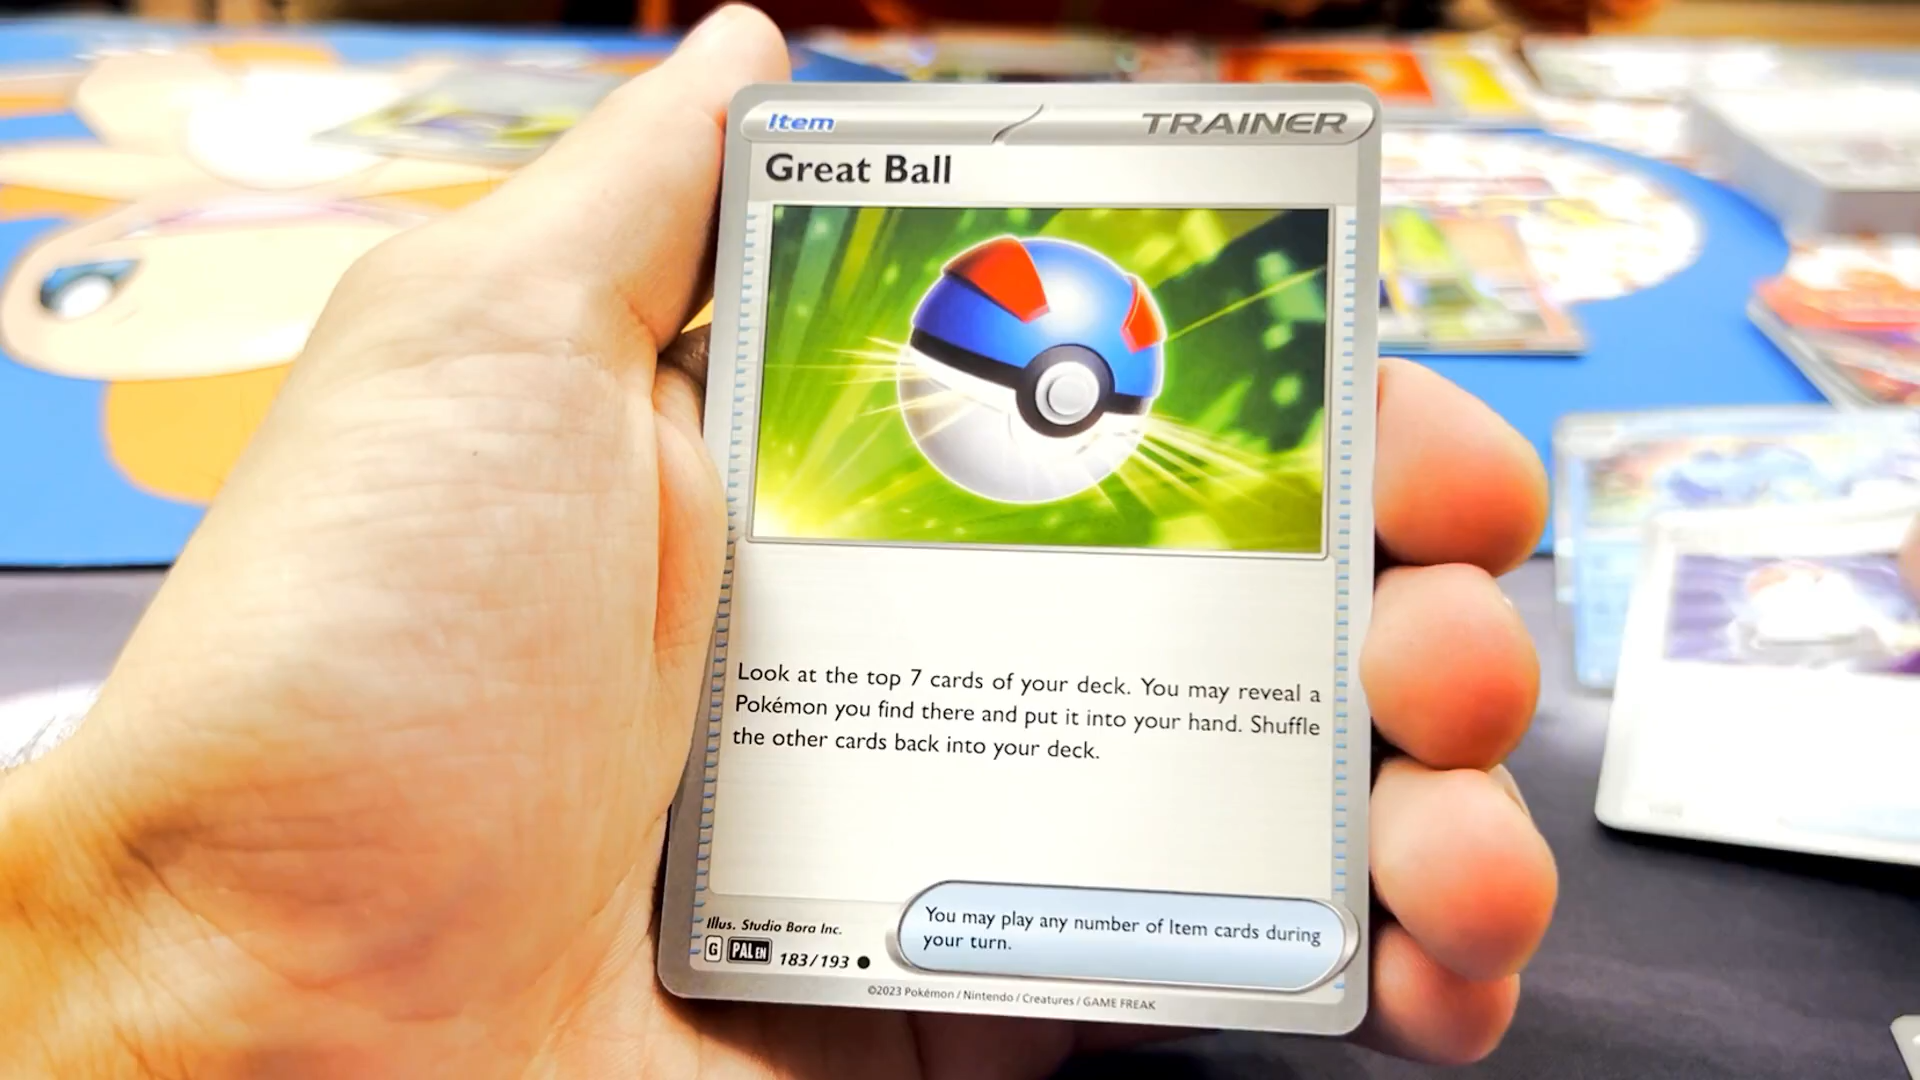 Item
TRAINER
Great Ball
Look at the top 7 cards of your deck. You may reveal a
Pokémon you find there and put it into your hand. Shuffle
the other cards back into your deck.
Illus. Studio Bora Inc.
You may play any number of Item cards during
your turn.
G PAL EN 183/193
©2023 Pokémon / Nintendo / Creatures / GAME FREAK